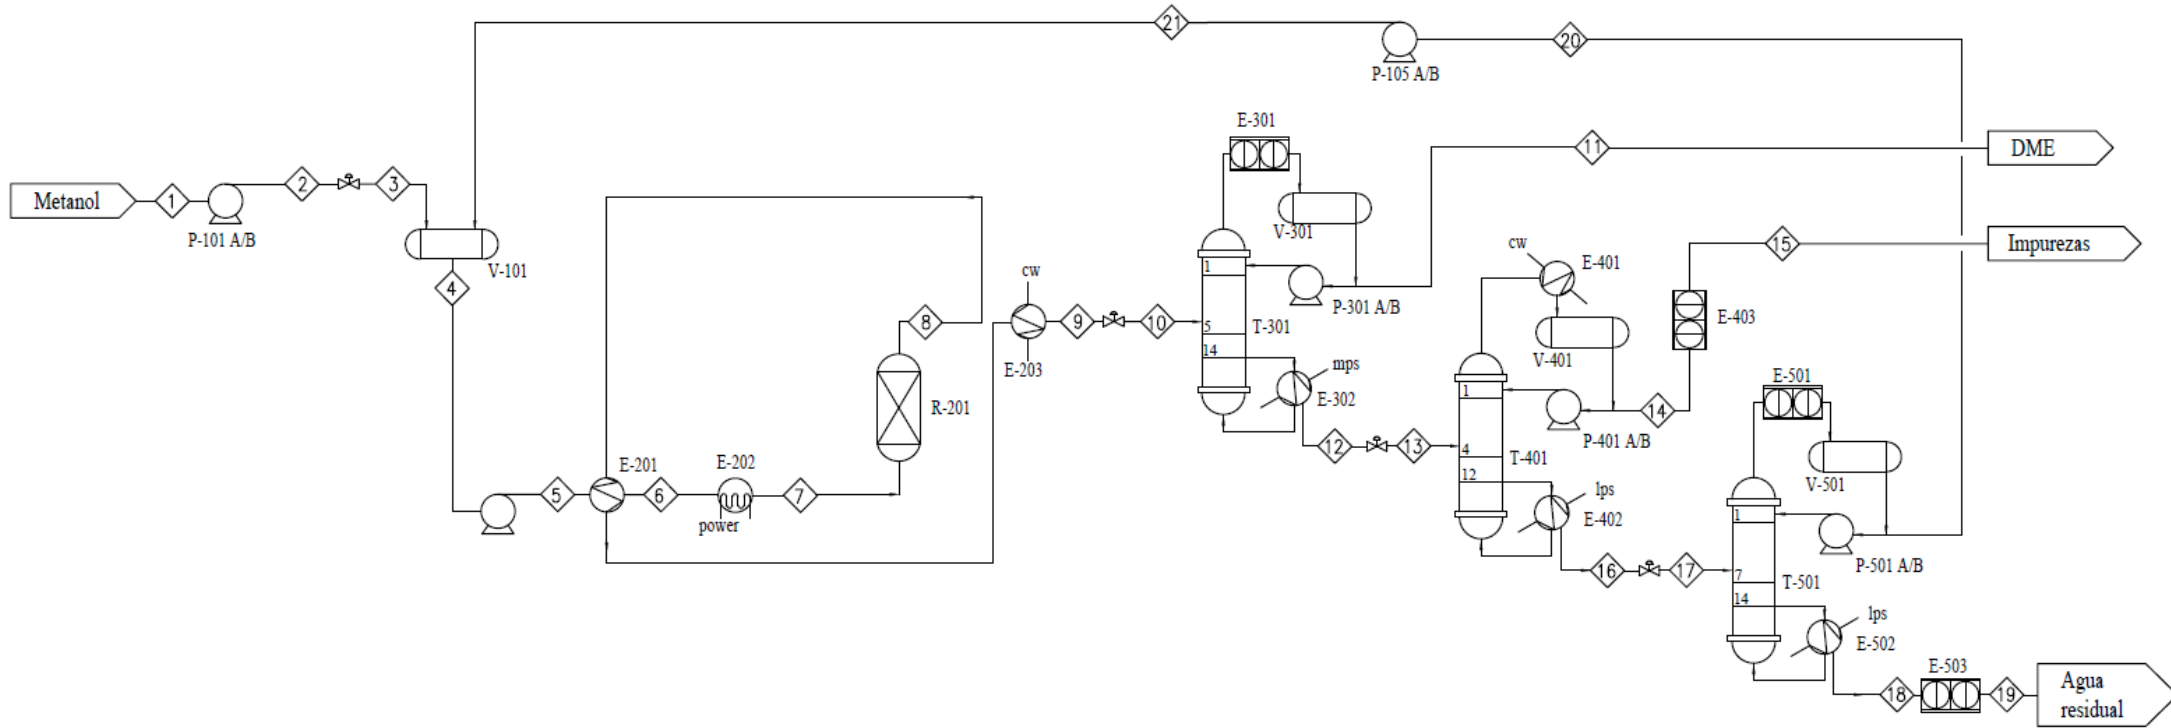 21
20
P-105 A/B
E-301
11
DME
Metanol
1
2
3
P-101 A/B
V-101
4
V-301
cw
E-401
15
Impurezas
cw
8
9
10
1
5
14
T-301
P-301 A/B
E-203
mps
E-302
V-401
E-403
R-201
1
4
12
T-401
P-401 A/B
14
E-501
12
13
E-201
E-202
5
6
7
power
lps
E-402
V-501
16
17
1
7
14
T-501
P-501 A/B
lps
E-502
18
E-503
19
Agua
residual